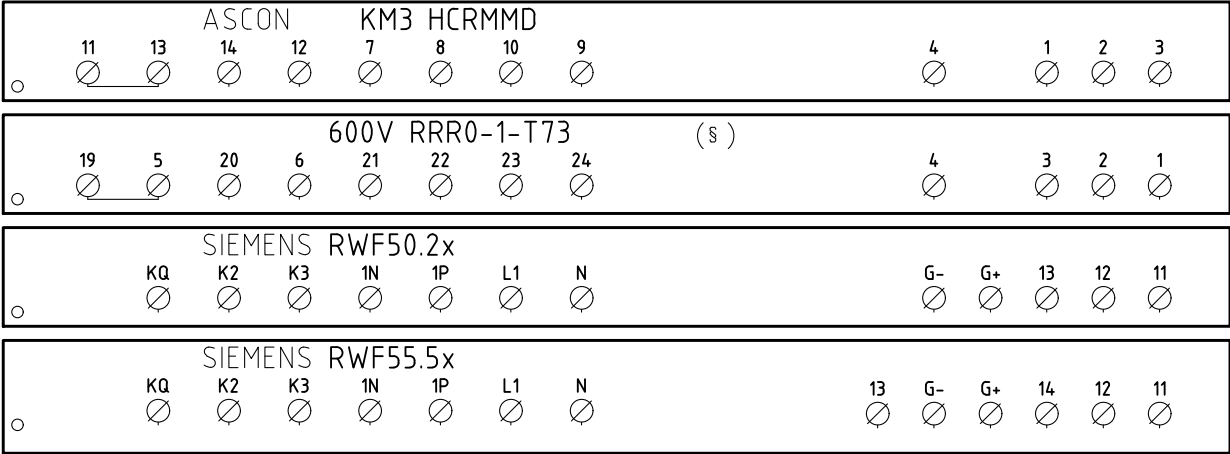 ASCON KM3 HCRMMD
11 13 14 12 7 8 10 9 4 1 2 3
600V RRR0-1-T73 (§)
19 5 20 6 21 22 23 24 4 3 2 1
SIEMENS RWF50.2x
KQ K2 K3 1N 1P L1 N G- G+ 13 12 11
SIEMENS RWF55.5x
KQ K2 K3 1N 1P L1 N 13 G- G+ 14 12 11